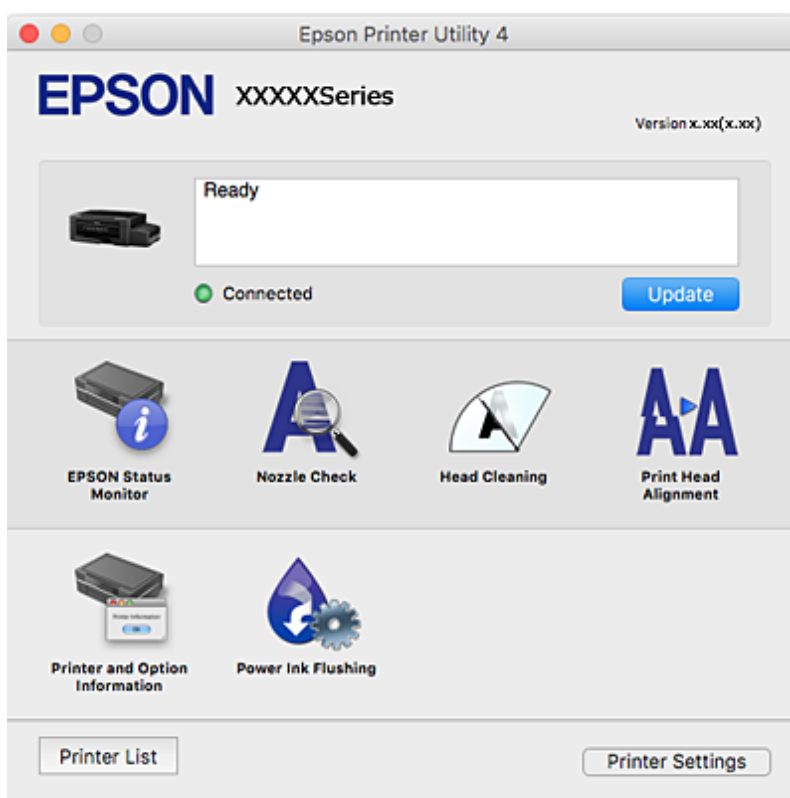 Epson Printer Utility 4
EPSON XXXXXSeries
Version x.xx(x.xx)
Ready
Connected
Update
EPSON Status
Monitor
Nozzle Check
Head Cleaning
Print Head
Alignment
Printer and Option
Information
Power Ink Flushing
Printer List
Printer Settings